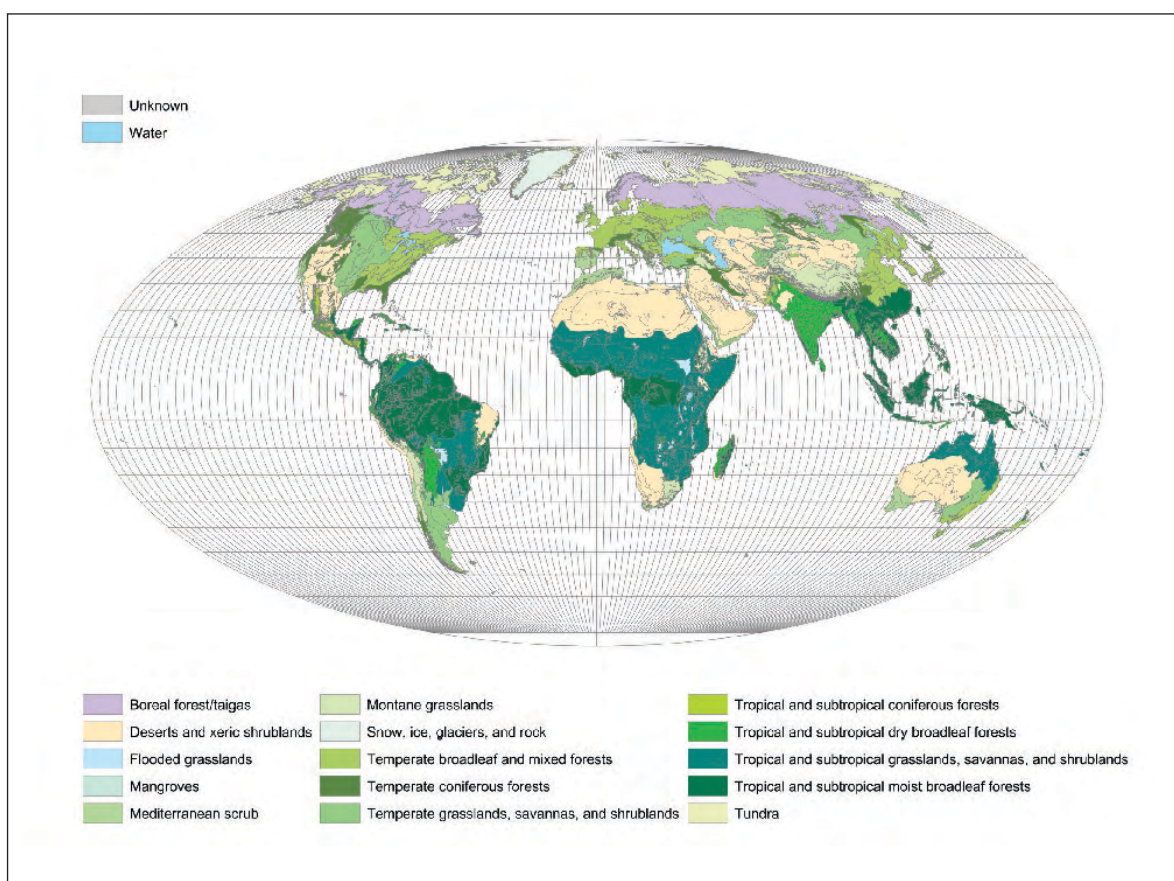 Unknown
Water
Boreal forest/taigas
Deserts and xeric shrublands
Flooded grasslands
Mangroves
Mediterranean scrub
Montane grasslands
Snow, ice, glaciers, and rock
Temperate broadleaf and mixed forests
Temperate coniferous forests
Temperate grasslands, savannas, and shrublands
Tropical and subtropical coniferous forests
Tropical and subtropical dry broadleaf forests
Tropical and subtropical grasslands, savannas, and shrublands
Tropical and subtropical moist broadleaf forests
Tundra